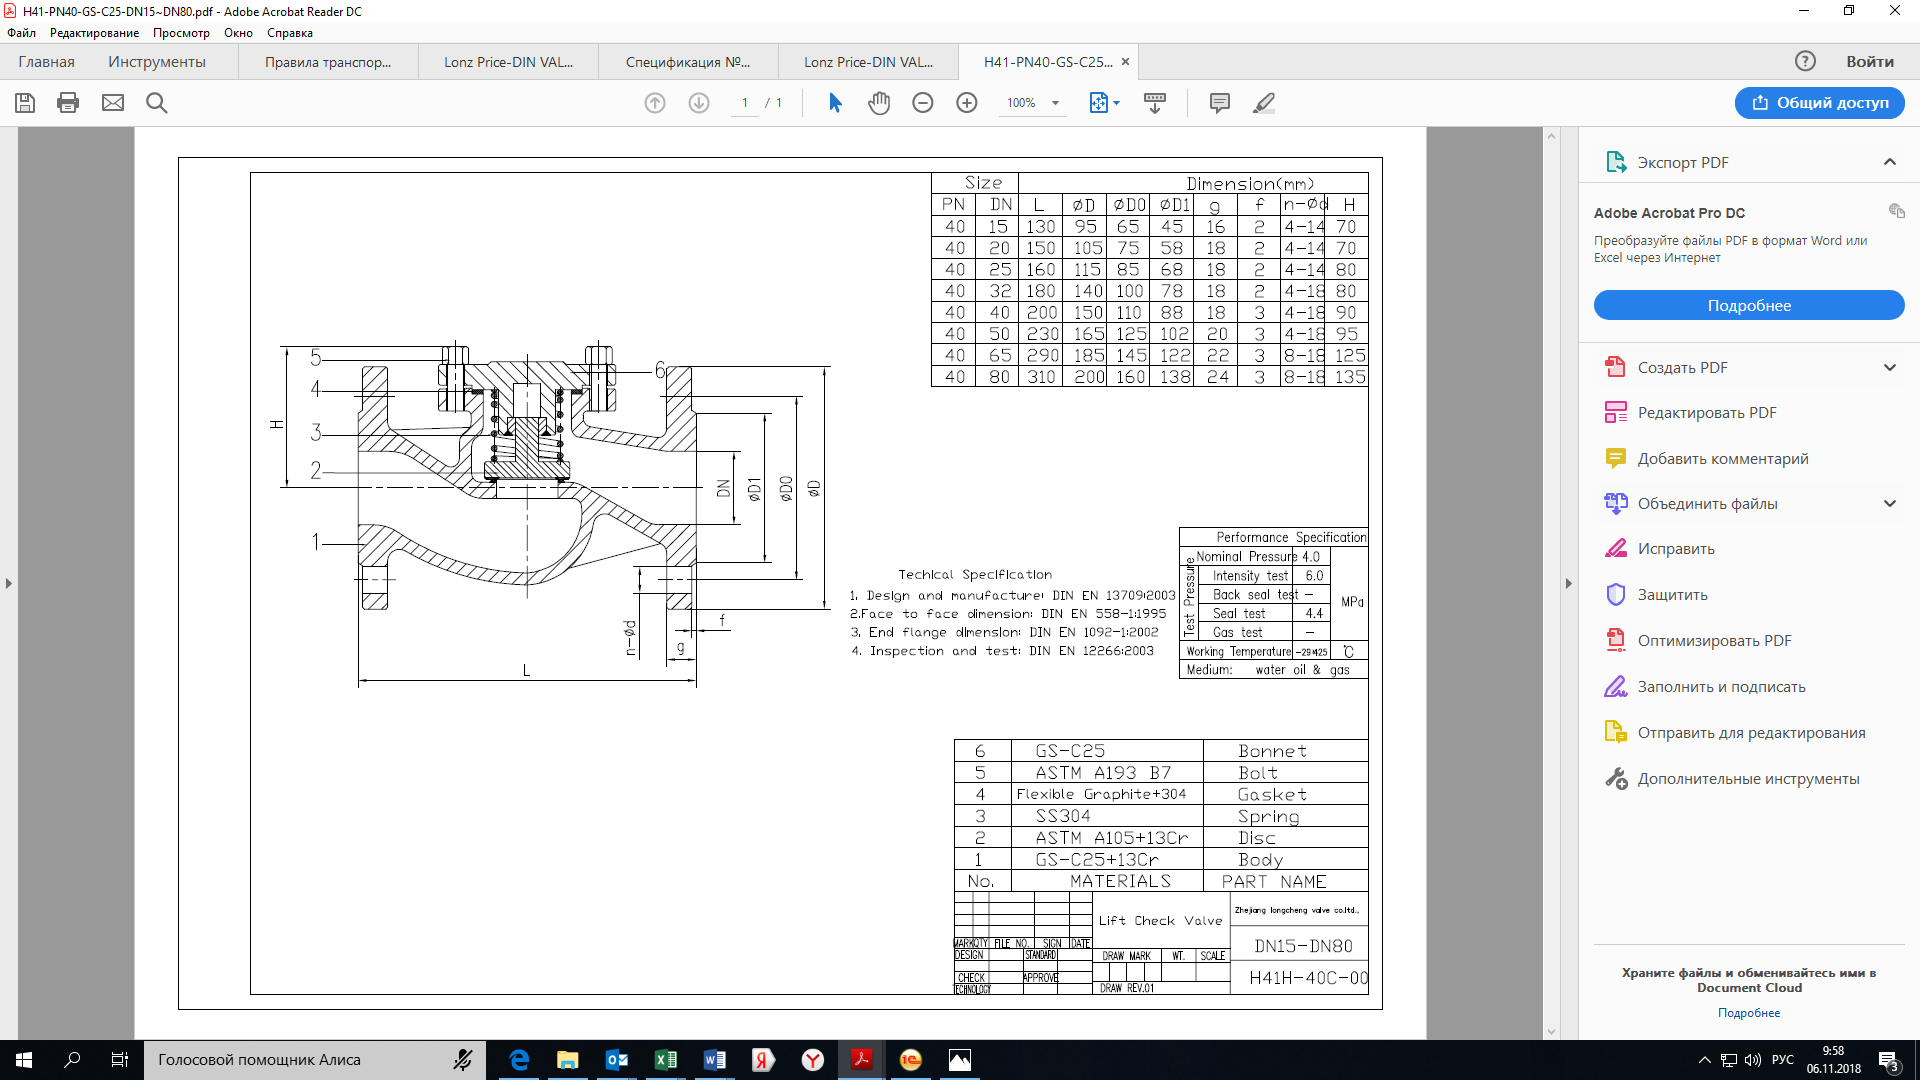 H41-PN40-GS-C25-DN15~DN80.pdf - Adobe Acrobat Reader DC
Файл Редактирование Просмотр Окно Справка
Главная Инструменты Правила транспор... Lonz Price-DIN VAL... Спецификация №... Lonz Price-DIN VAL... H41-PN40-GS-C25... Войти
1 / 1 100% Общий доступ
Size Dimension(mm)
PN DN L ØD ØD0 ØD1 g f n-Ød H
40 15 130 95 65 45 16 2 4-14 70
40 20 150 105 75 58 18 2 4-14 70
40 25 160 115 85 68 18 2 4-14 80
40 32 180 140 100 78 18 2 4-18 80
40 40 200 150 110 88 18 3 4-18 90
40 50 230 165 125 102 20 3 4-18 95
40 65 290 185 145 122 22 3 8-18 125
40 80 310 200 160 138 24 3 8-18 135
5
6
4
H
3
2
1
DN
ØD1
ØD0
ØD
n-Ød
f
g
L
Techical Specification
1. Design and manufacture: DIN EN 13709:2003
2.Face to face dimension: DIN EN 558-1:1995
3. End flange dimension: DIN EN 1092-1:2002
4. Inspection and test: DIN EN 12266:2003
Performance Specification
Nominal Pressure 4.0
Test Pressure
Intensity test 6.0
Back seal test -
MPa
Seal test 4.4
Gas test -
Working Temperature -29~425 ℃
Medium: water oil & gas
6 GS-C25 Bonnet
5 ASTM A193 B7 Bolt
4 Flexible Graphite+304 Gasket
3 SS304 Spring
2 ASTM A105+13Cr Disc
1 GS-C25+13Cr Body
No. MATERIALS PART NAME
Lift Check Valve
Zhejiang longcheng valve co.ltd.,
DN15-DN80
H41H-40C-00
MARK QTY FILE NO. SIGN DATE
DESIGN STANDARD
CHECK APPROVE
TECHNOLOGY
DRAW MARK WT. SCALE
DRAW REV.01
Экспорт PDF
Adobe Acrobat Pro DC
Преобразуйте файлы PDF в формат Word или
Excel через Интернет
Подробнее
Создать PDF
Редактировать PDF
Добавить комментарий
Объединить файлы
Исправить
Защитить
Оптимизировать PDF
Заполнить и подписать
Отправить для редактирования
Дополнительные инструменты
Храните файлы и обменивайтесь ими в
Document Cloud
Подробнее
Голосовой помощник Алиса
РУС
9:58
06.11.2018
3